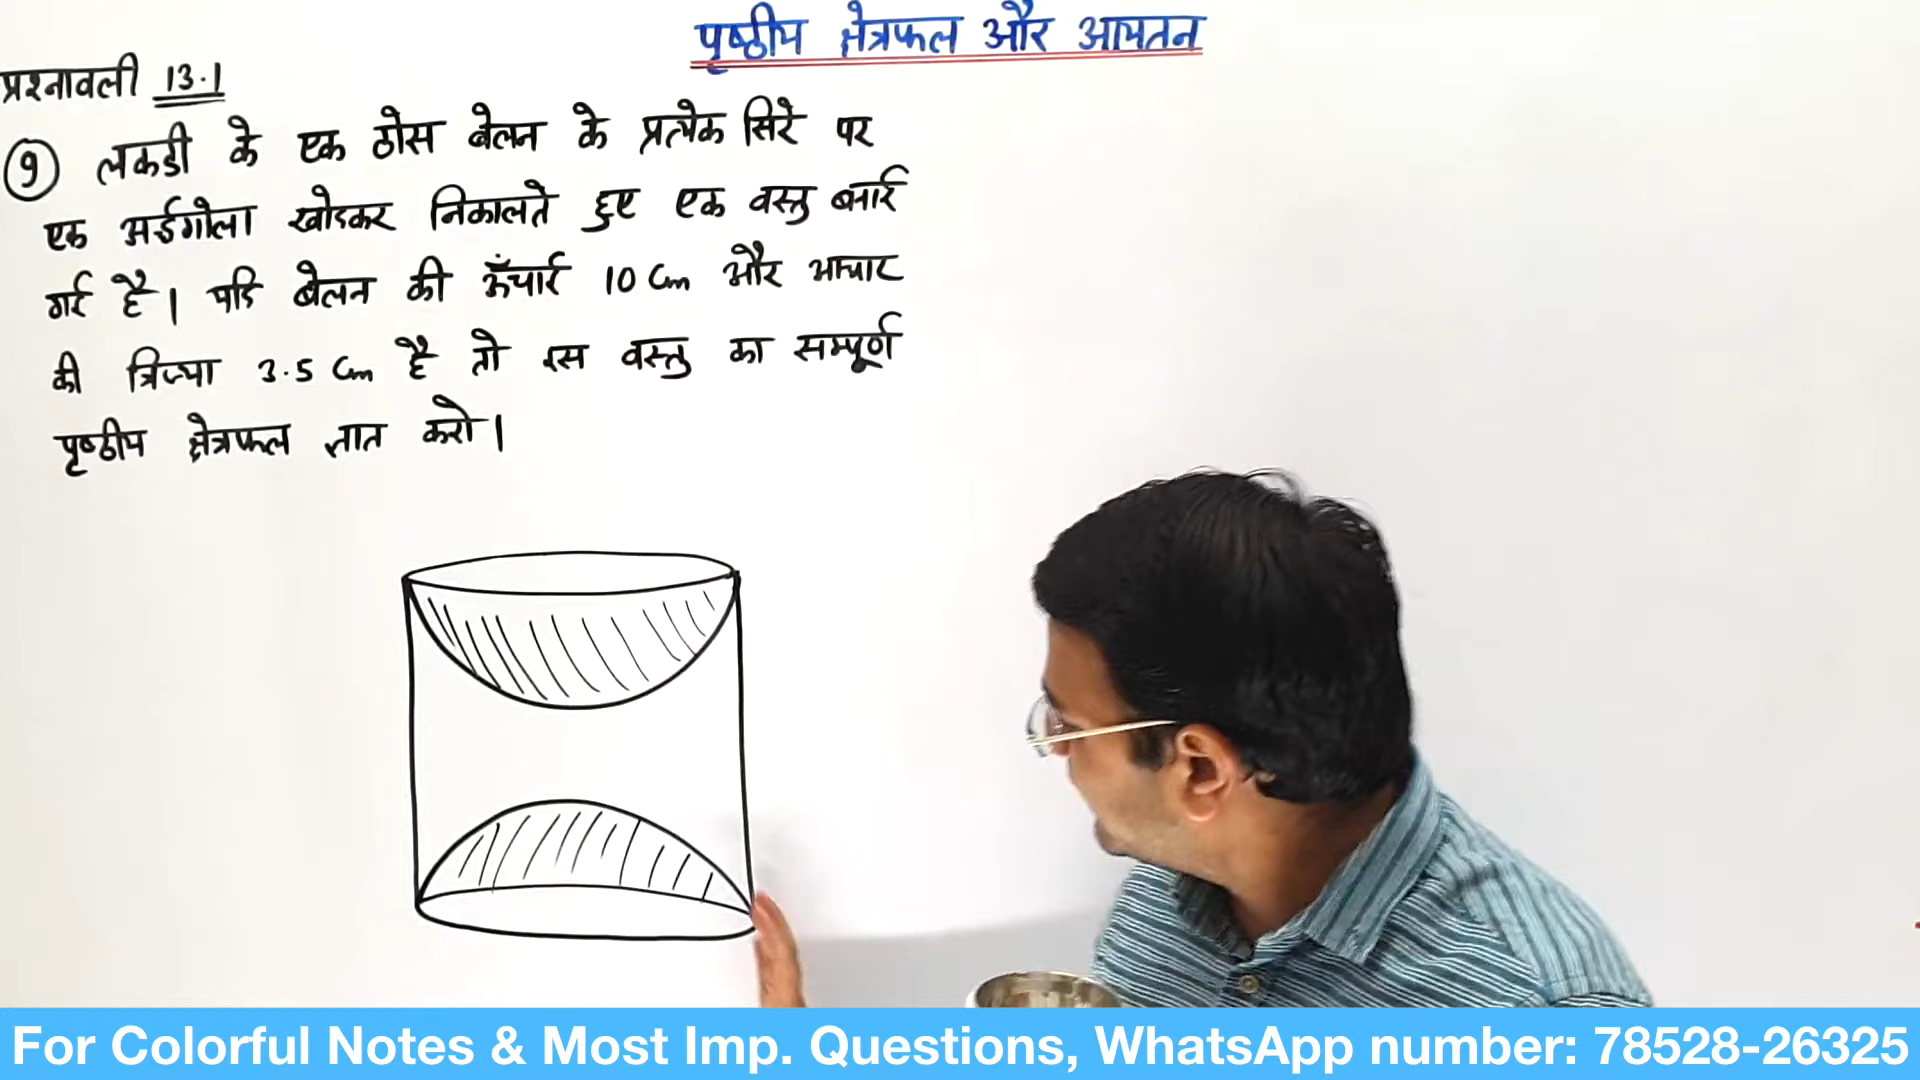 पृष्ठीय क्षेत्रफल और आयतन
प्रश्नावली 13.1
9 लकडी के एक ठोस बेलन के प्रत्येक सिरे पर
एक अर्द्धगोला खोदकर निकालते हुए एक वस्तु बनाई
गई है। यदि बेलन की ऊँचाई 10 cm और आधार
की त्रिज्या 3.5 cm है तो इस वस्तु का सम्पूर्ण
पृष्ठीय क्षेत्रफल ज्ञात करो।
For Colorful Notes & Most Imp. Questions, WhatsApp number: 78528-26325